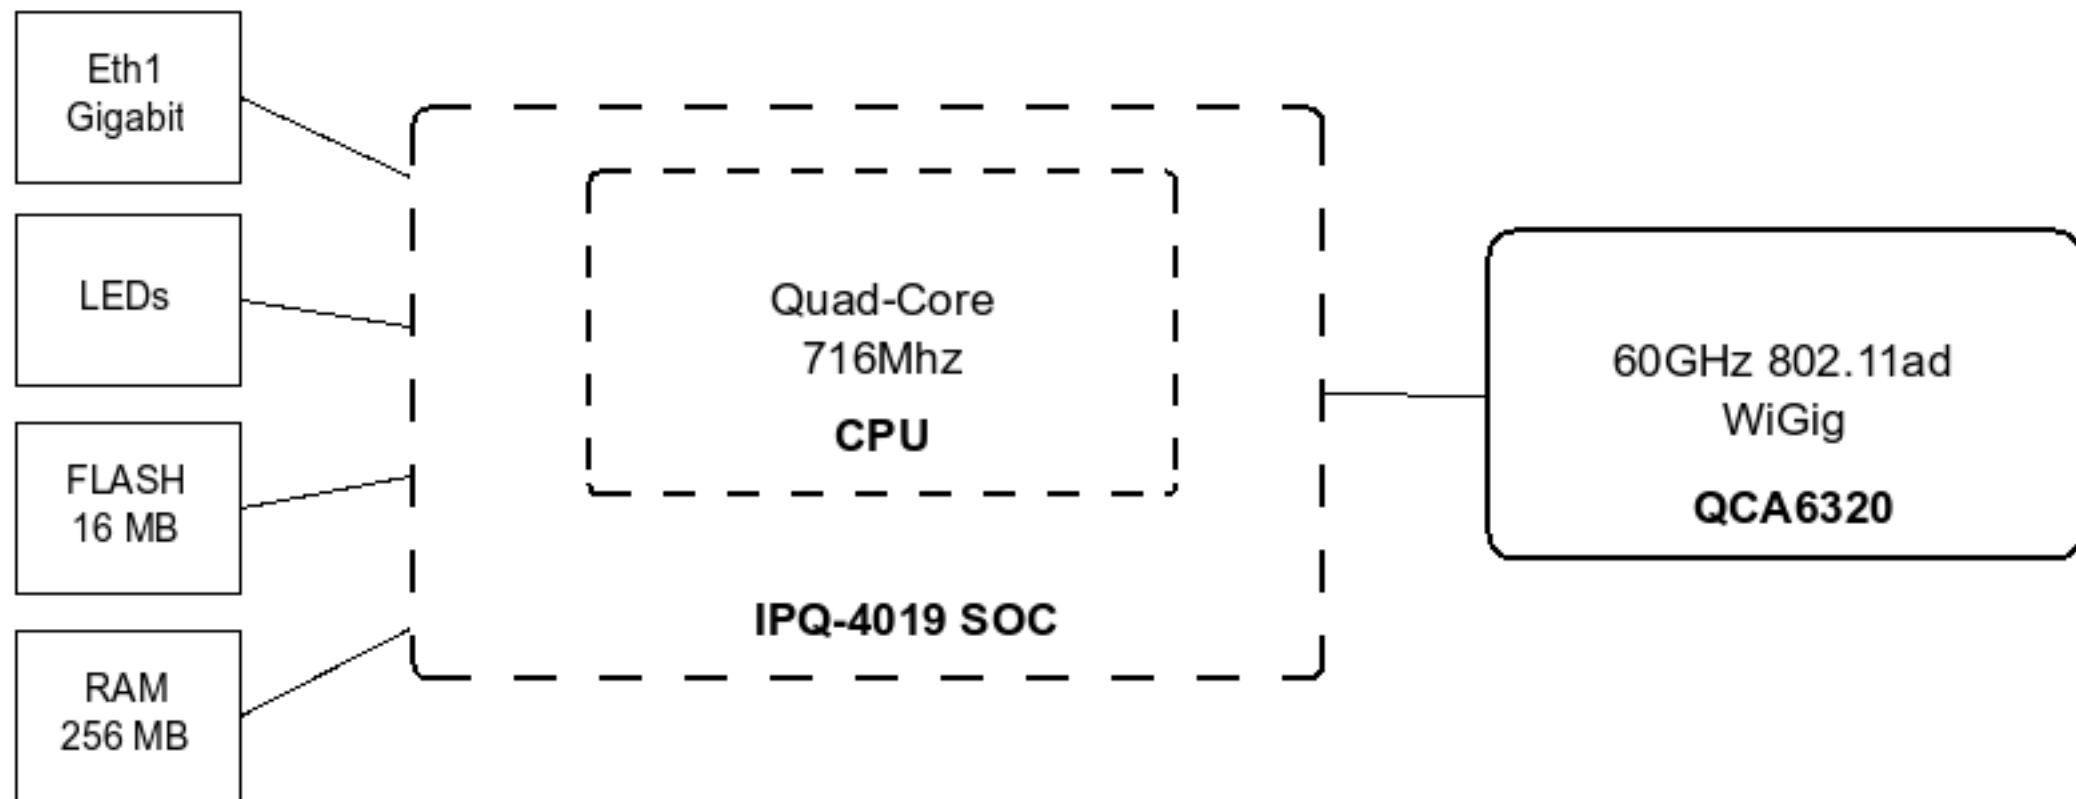 Eth1
Gigabit
LEDs
FLASH
16 MB
RAM
256 MB
Quad-Core
716Mhz
CPU
IPQ-4019 SOC
60GHz 802.11ad
WiGig
QCA6320